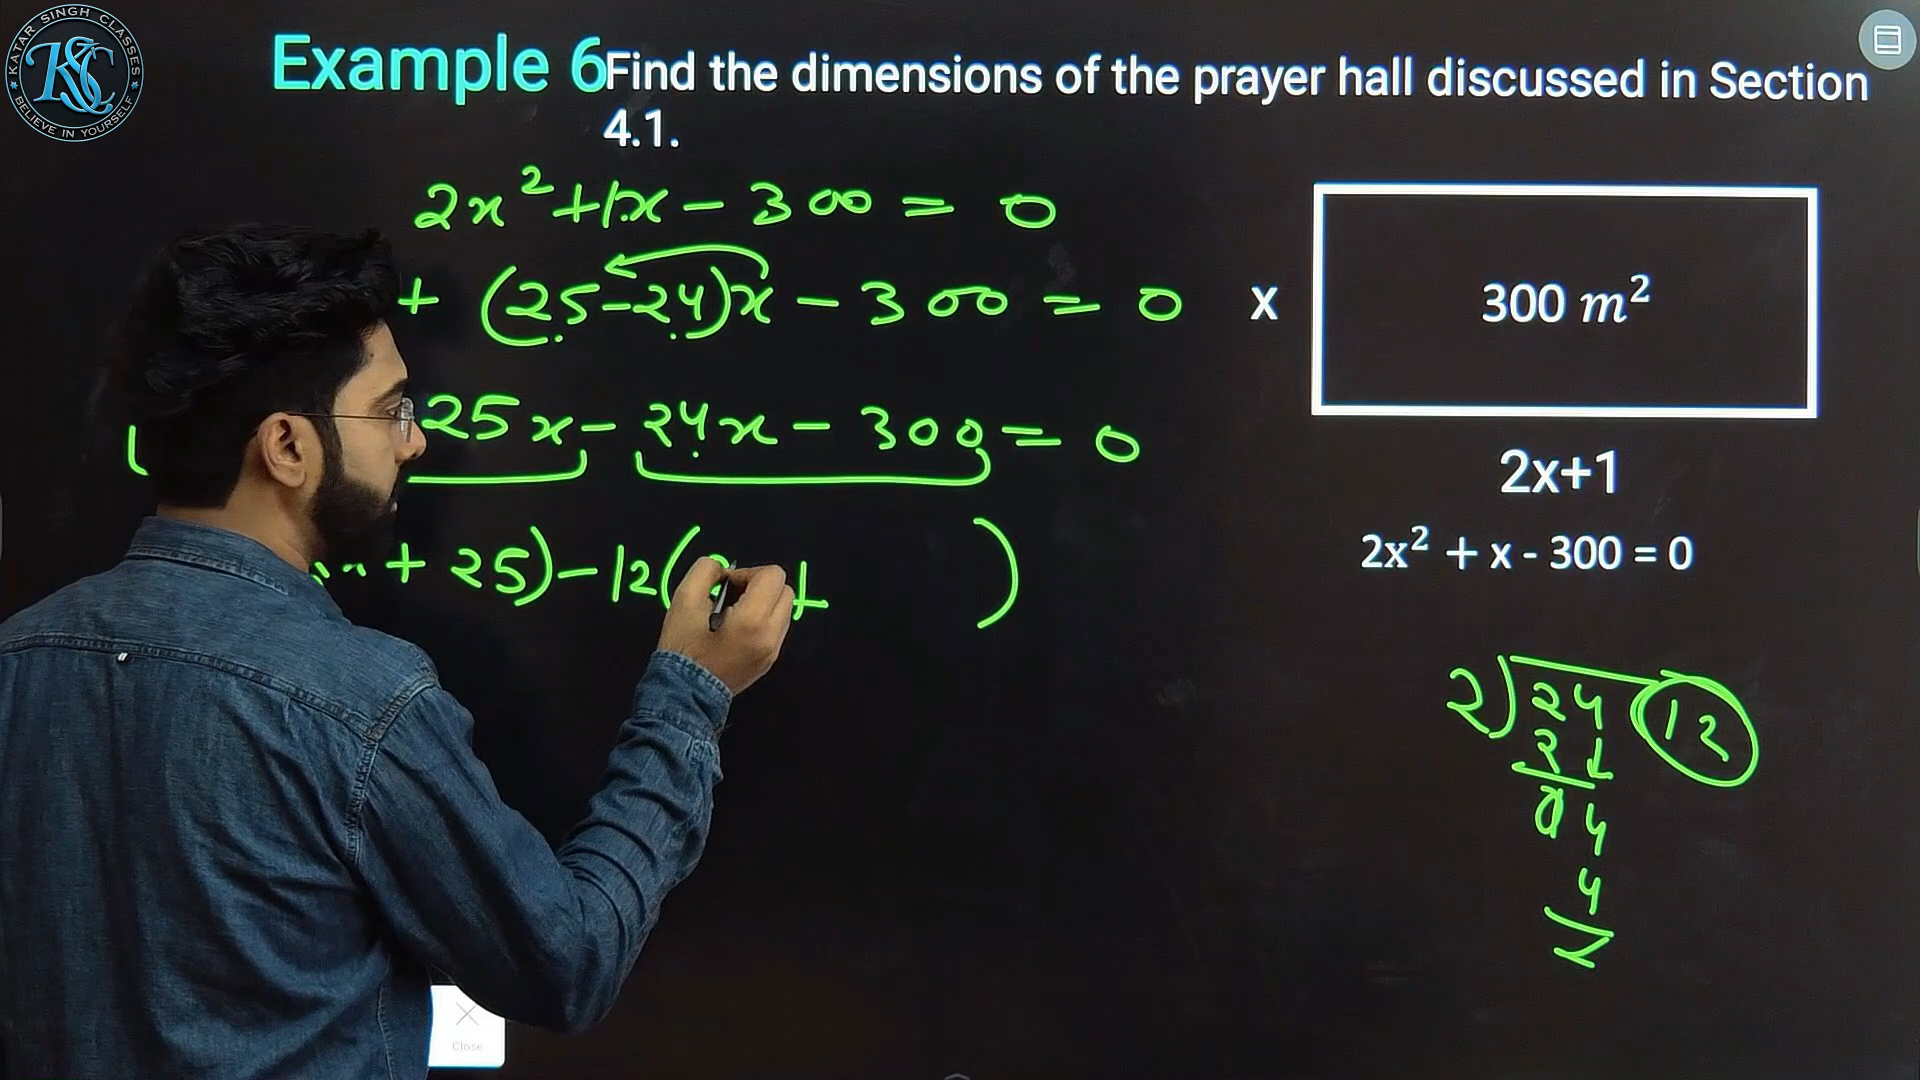 KATAR SINGH CLASSES
KSC
BELIEVE IN YOURSELF
Example 6 Find the dimensions of the prayer hall discussed in Section
4.1.
2x² + 1x - 300 = 0
+ (25-24)x - 300 = 0
25x - 24x - 300 = 0
+ 25) - 12(
+ )
x
300 m²
2x+1
2x² + x - 300 = 0
2) 24 (12
2
04
4
Close